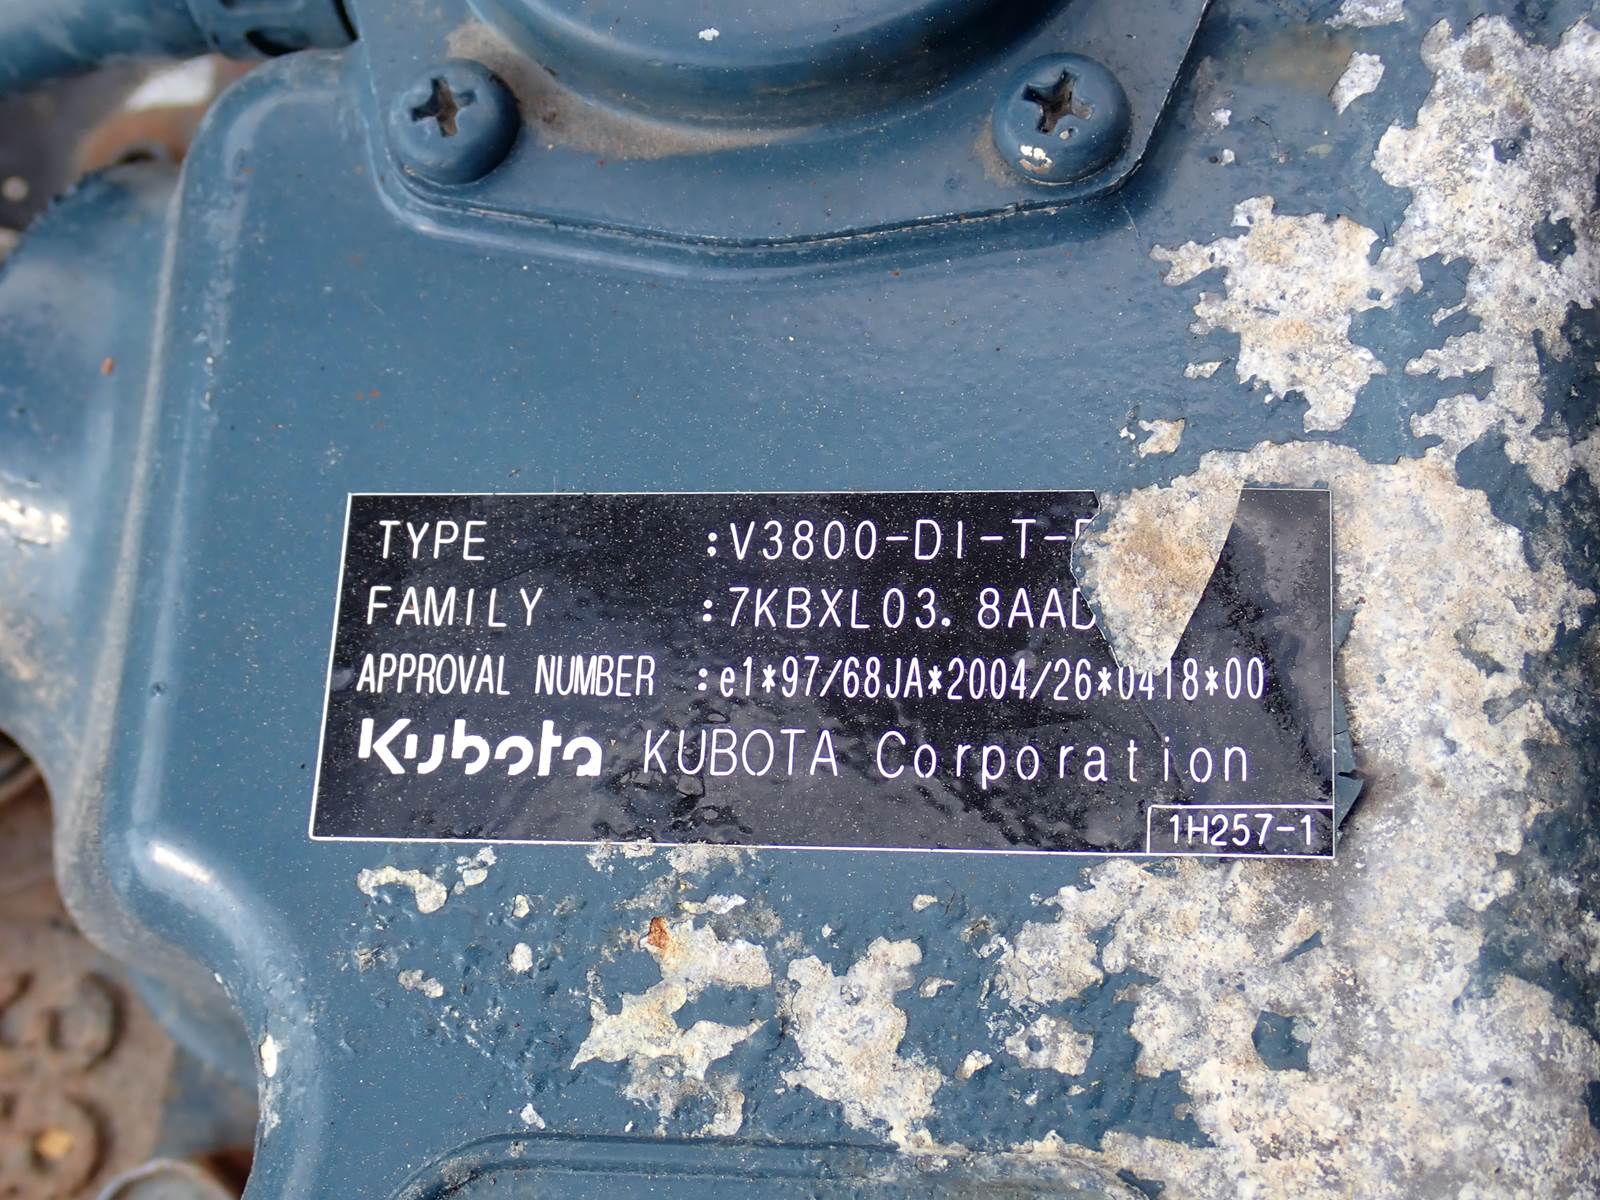 TYPE :V3800-DI-T-
FAMILY :7KBXL03.8AAD
APPROVAL NUMBER :e1*97/68JA*2004/26*0418*00
Kubota KUBOTA Corporation
1H257-1